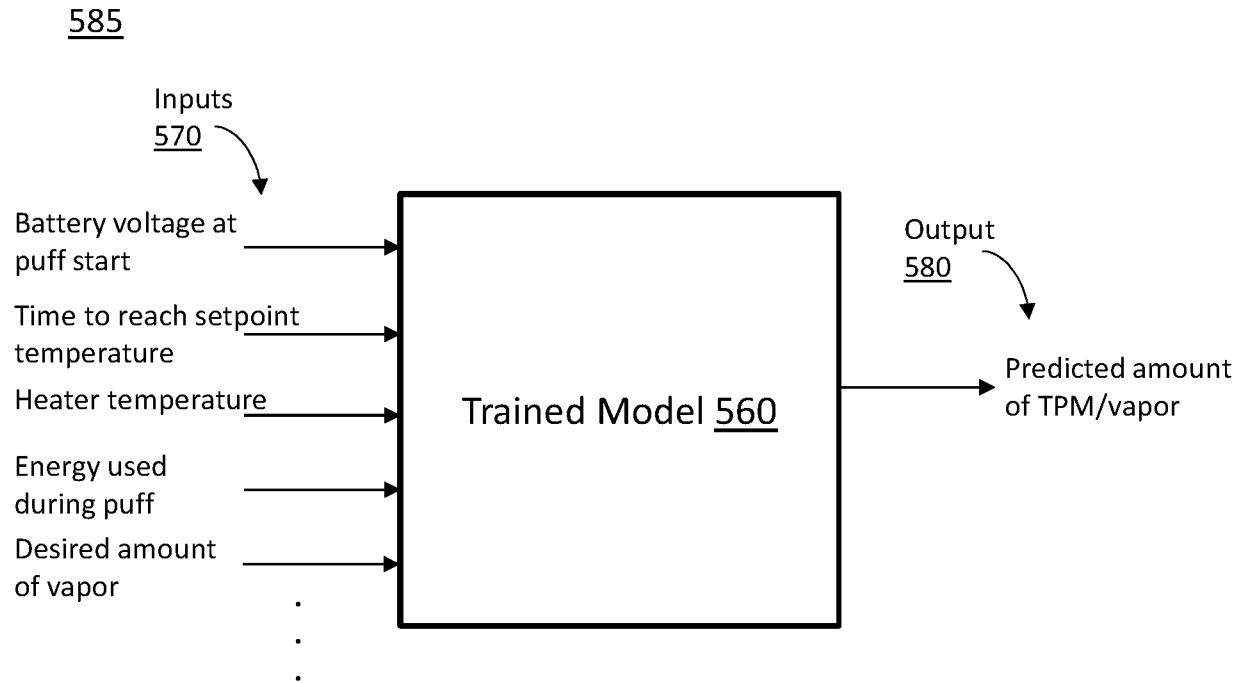 585
Inputs
570
Battery voltage at
puff start
Time to reach setpoint
temperature
Heater temperature
Energy used
during puff
Desired amount
of vapor
Trained Model 560
Output
580
Predicted amount
of TPM/vapor